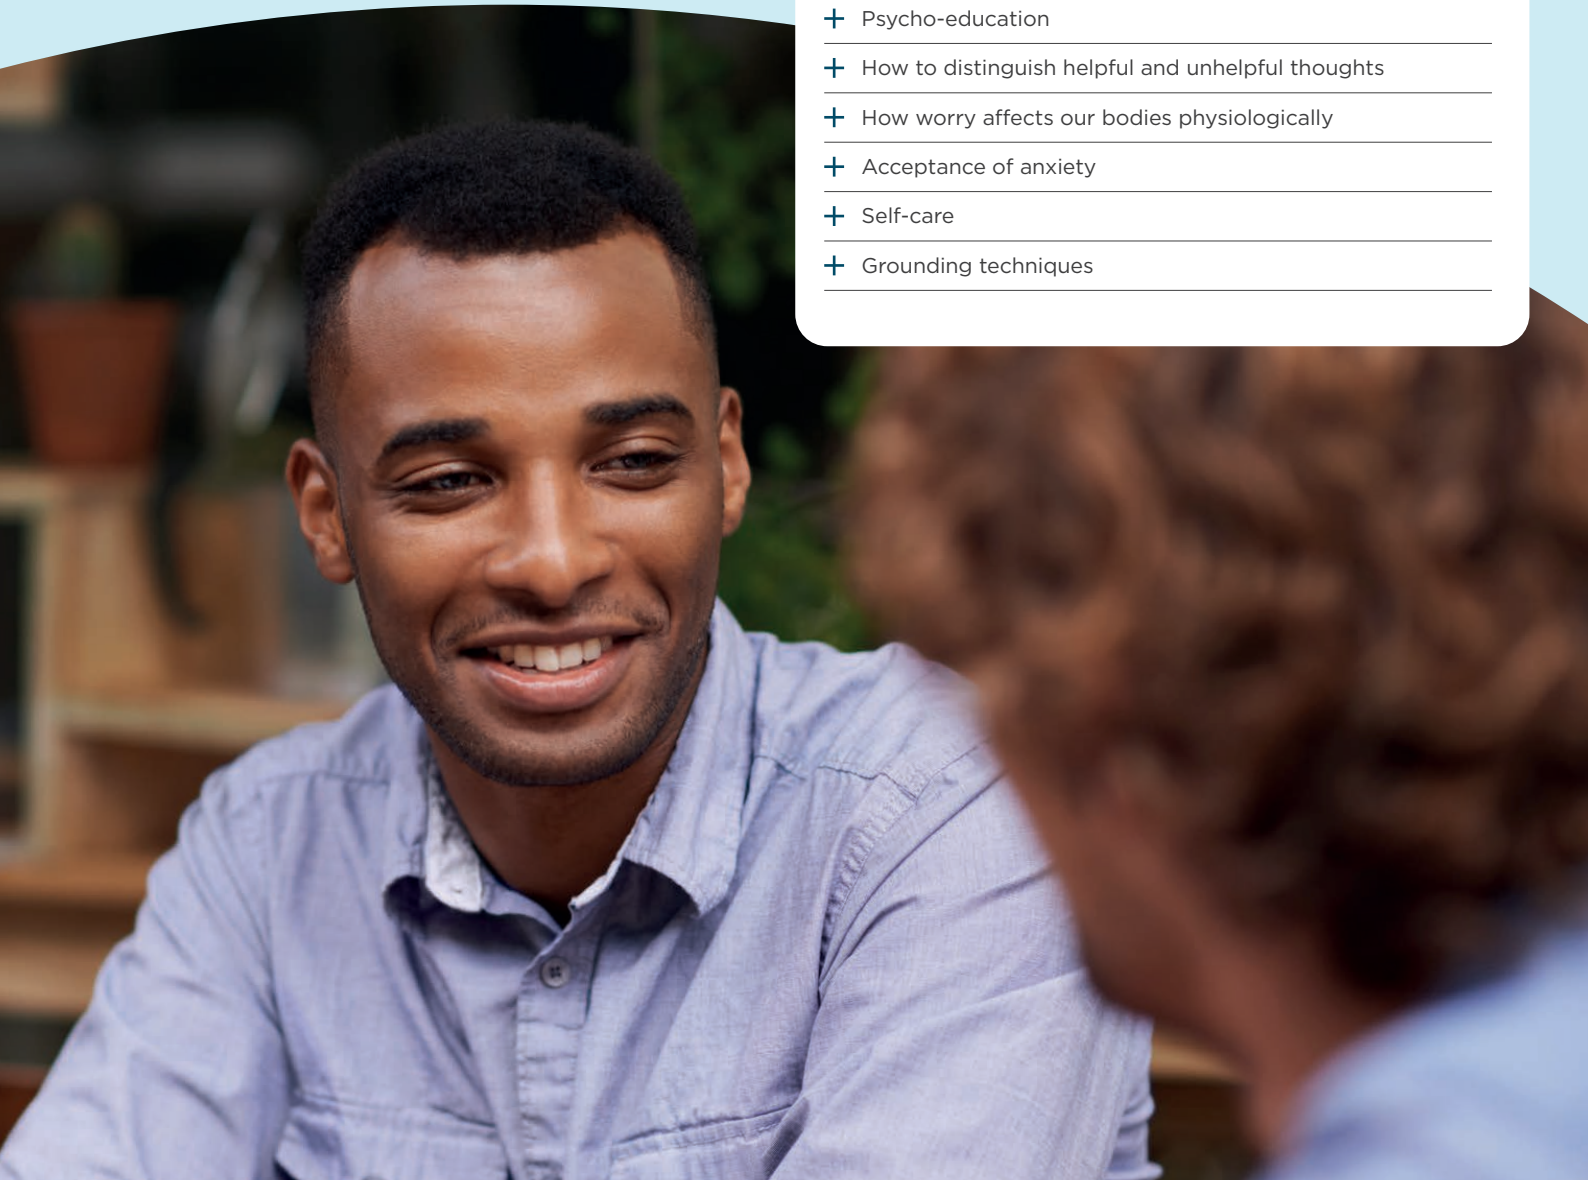 Psycho-education
How to distinguish helpful and unhelpful thoughts
How worry affects our bodies physiologically
Acceptance of anxiety
Self-care
Grounding techniques